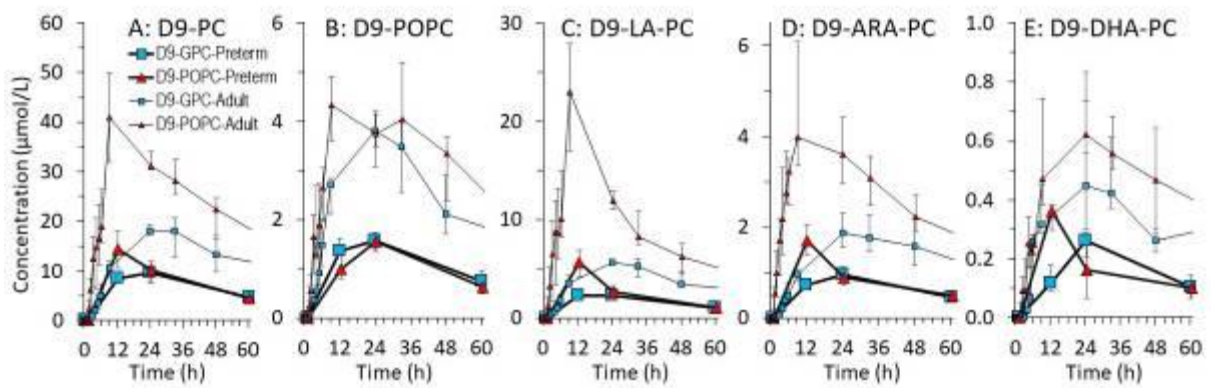 A: D9-PC
B: D9-POPC
C: D9-LA-PC
D: D9-ARA-PC
E: D9-DHA-PC
D9-GPC-Preterm
D9-POPC-Preterm
D9-GPC-Adult
D9-POPC-Adult
Concentration (µmol/L)
60
50
40
30
20
10
0
6
4
2
0
30
20
10
0
6
4
2
0
1.0
0.8
0.6
0.4
0.2
0.0
0 12 24 36 48 60
0 12 24 36 48 60
0 12 24 36 48 60
0 12 24 36 48 60
0 12 24 36 48 60
Time (h)
Time (h)
Time (h)
Time (h)
Time (h)